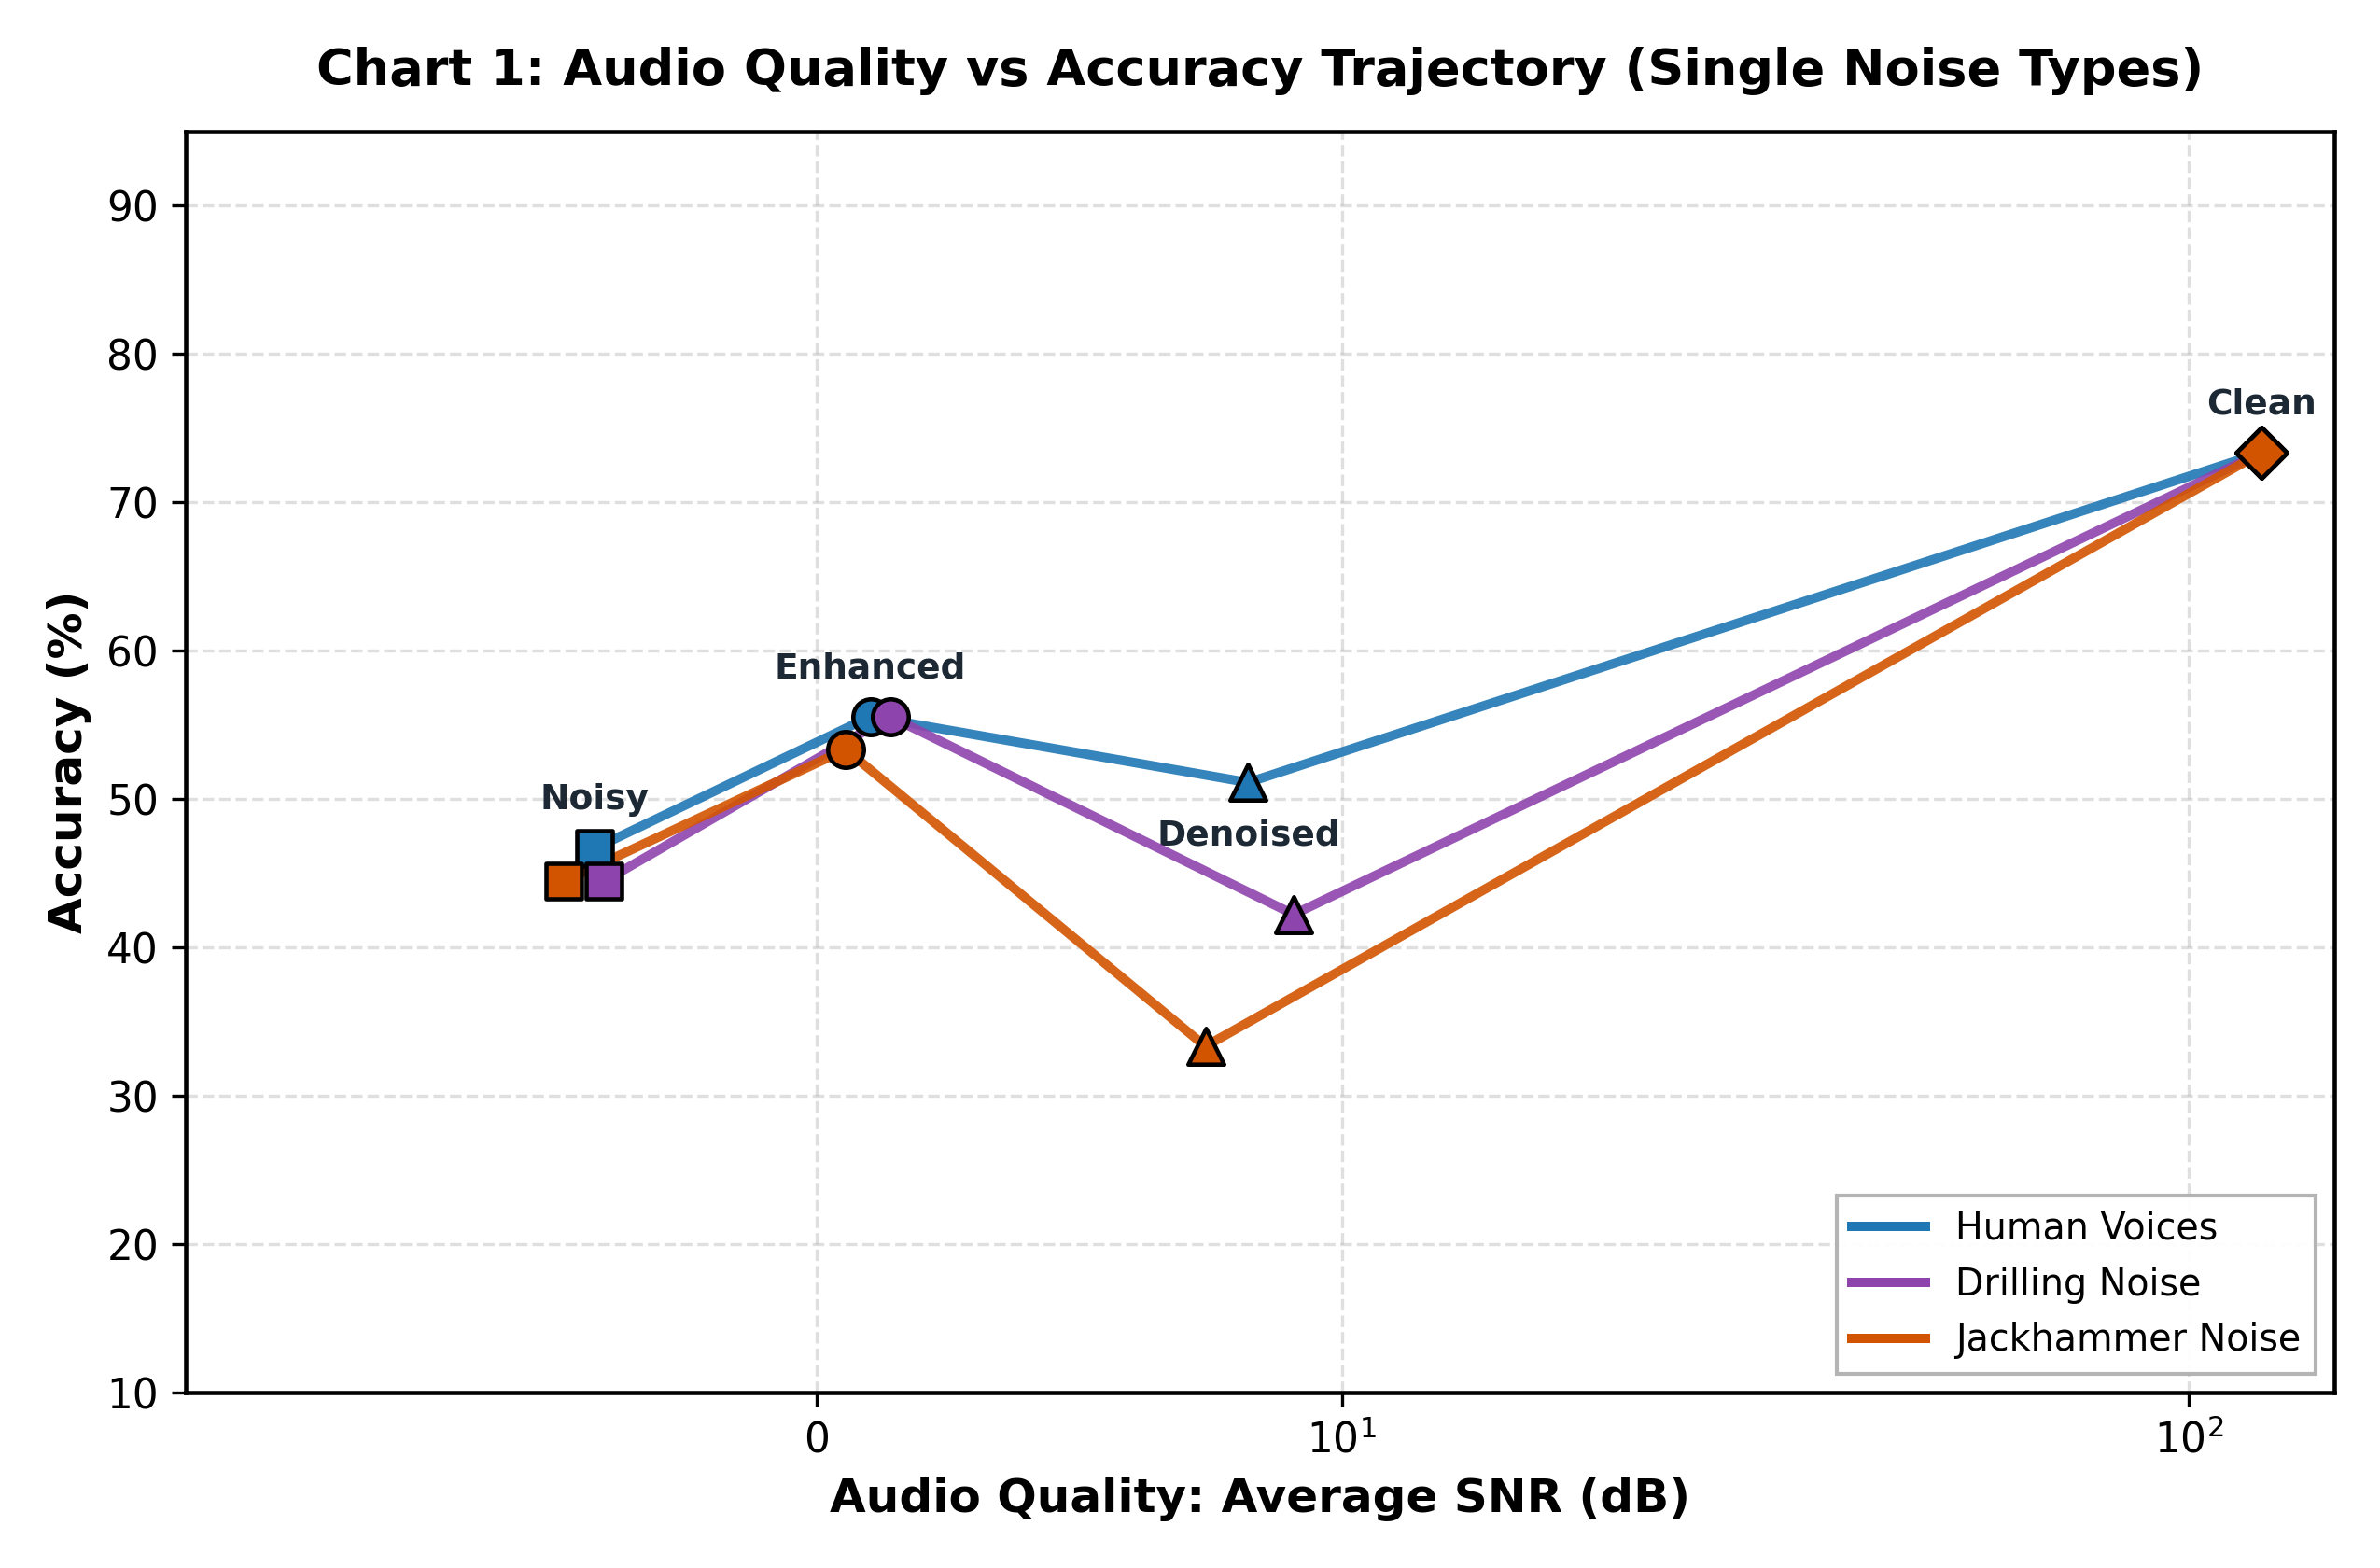 Chart 1: Audio Quality vs Accuracy Trajectory (Single Noise Types)
Accuracy (%)
90
80
70
60
50
40
30
20
10
Clean
Enhanced
Noisy
Denoised
Human Voices
Drilling Noise
Jackhammer Noise
0 10¹ 10²
Audio Quality: Average SNR (dB)